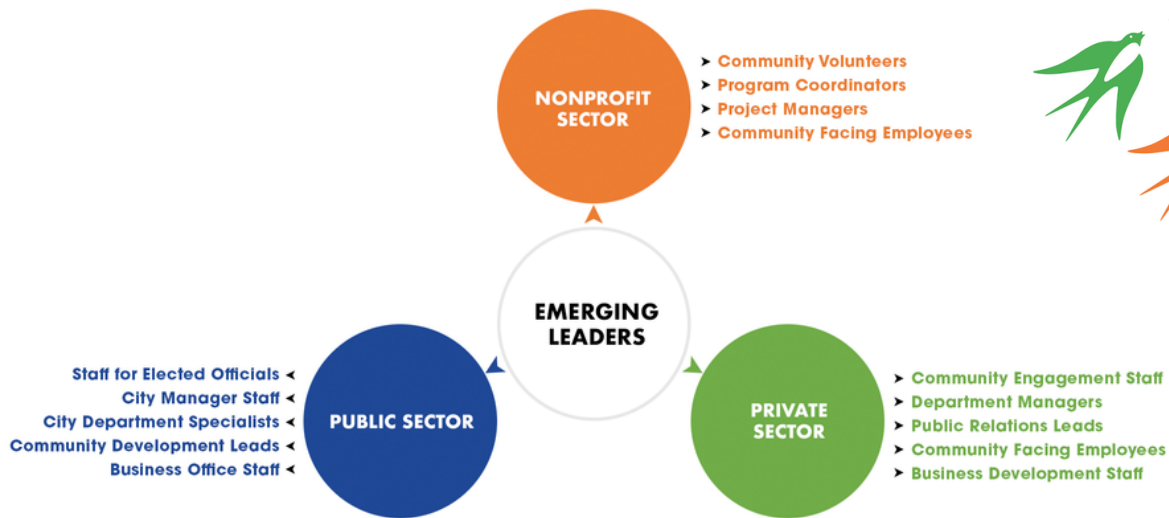 NONPROFIT
SECTOR
Community Volunteers
Program Coordinators
Project Managers
Community Facing Employees
EMERGING
LEADERS
Staff for Elected Officials
City Manager Staff
City Department Specialists
Community Development Leads
Business Office Staff
PUBLIC SECTOR
PRIVATE
SECTOR
Community Engagement Staff
Department Managers
Public Relations Leads
Community Facing Employees
Business Development Staff